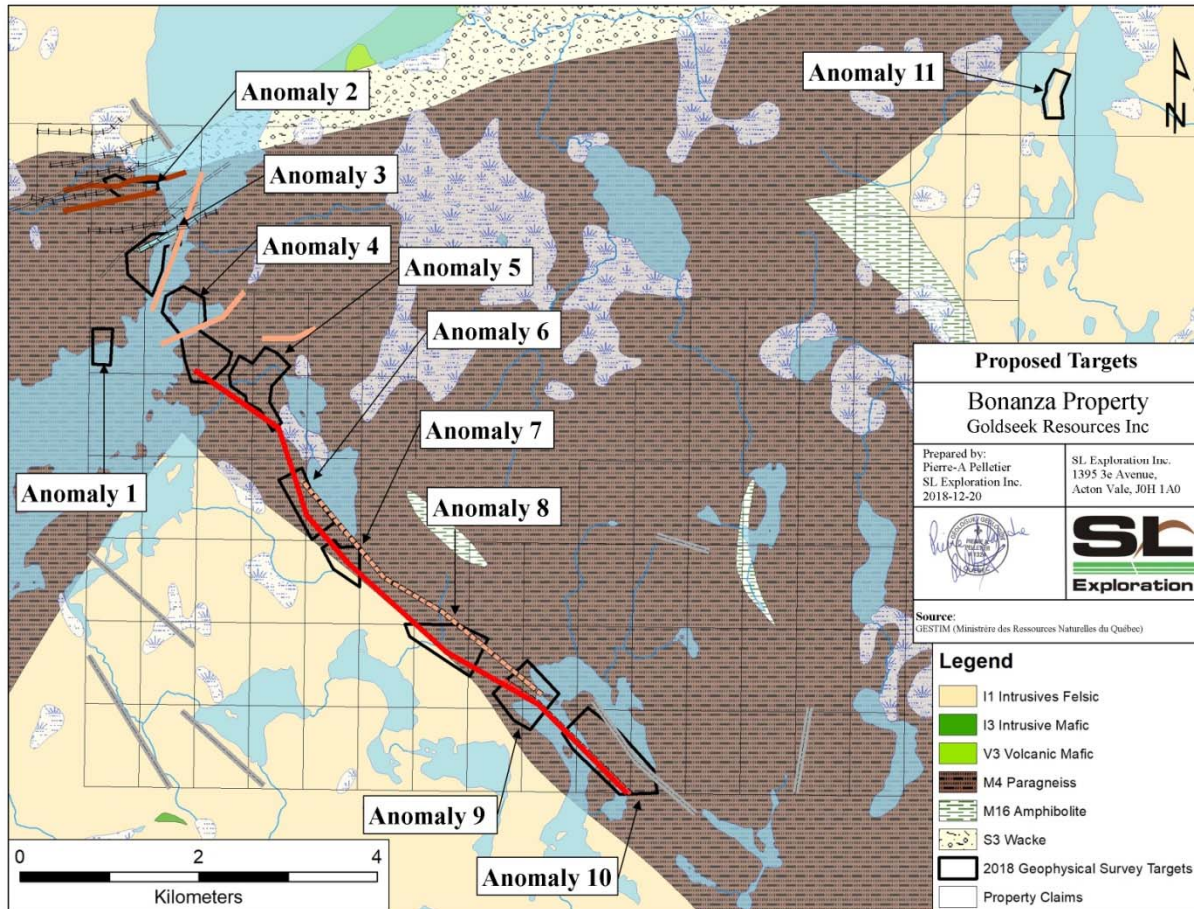 Anomaly 2
Anomaly 3
Anomaly 4
Anomaly 5
Anomaly 6
Anomaly 7
Anomaly 8
Anomaly 1
Anomaly 9
Anomaly 10
Anomaly 11
N
Proposed Targets
Bonanza Property
Goldseek Resources Inc
Prepared by:
Pierre-A Pelletier
SL Exploration Inc.
2018-12-20
SL Exploration Inc.
1395 3e Avenue,
Acton Vale, J0H 1A0
SL
Exploration
Source:
GESTIM (Ministrère des Ressources Naturelles du Québec)
Legend
I1 Intrusives Felsic
I3 Intrusive Mafic
V3 Volcanic Mafic
M4 Paragneiss
M16 Amphibolite
S3 Wacke
2018 Geophysical Survey Targets
Property Claims
0 2 4
Kilometers